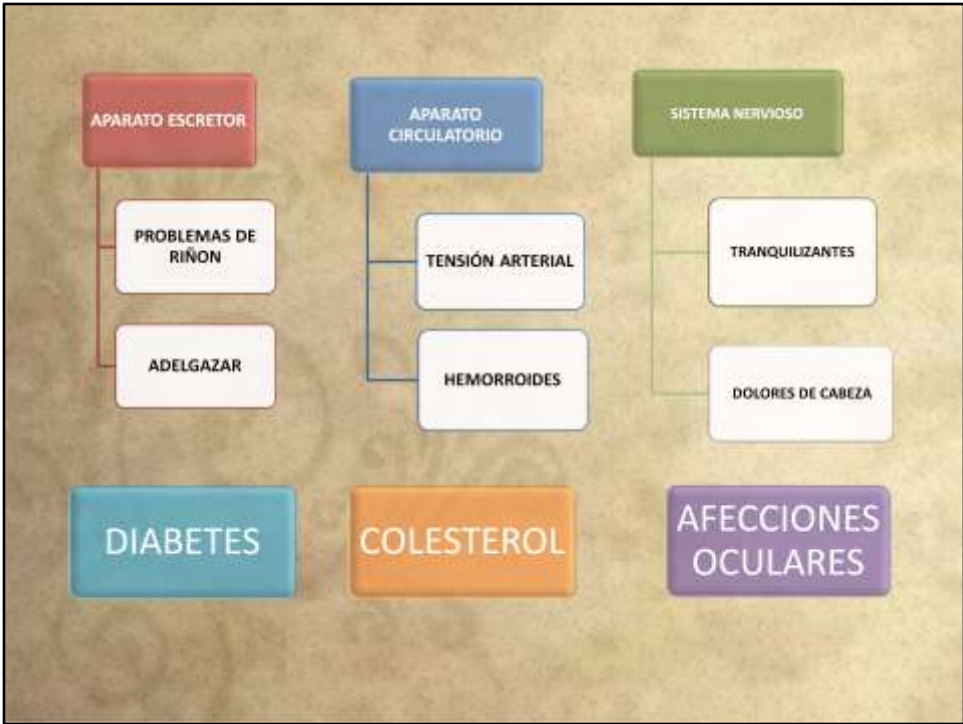 APARATO ESCRETOR
PROBLEMAS DE
RIÑON
ADELGAZAR
APARATO
CIRCULATORIO
TENSIÓN ARTERIAL
HEMORROIDES
SISTEMA NERVIOSO
TRANQUILIZANTES
DOLORES DE CABEZA
DIABETES
COLESTEROL
AFECCIONES
OCULARES